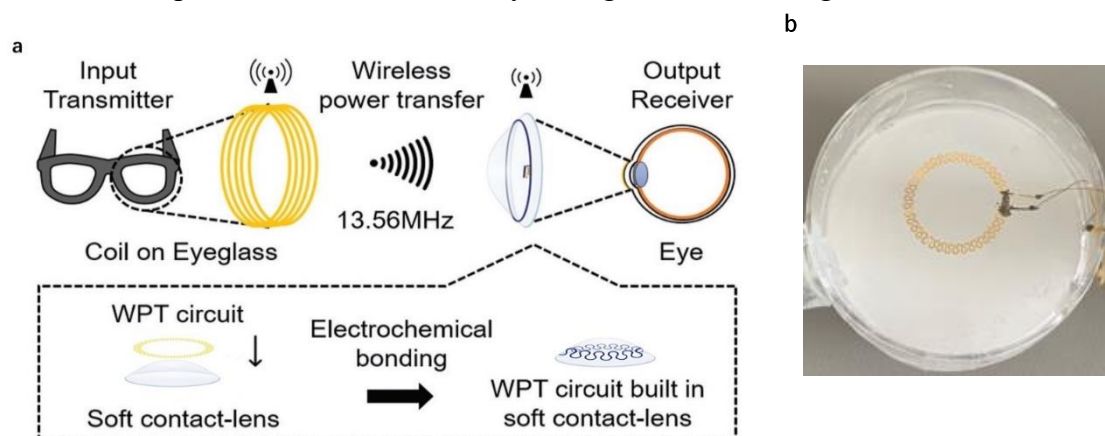 a
b
Input
Transmitter
Wireless
power transfer
Output
Receiver
13.56MHz
Coil on Eyeglass
Eye
WPT circuit
Electrochemical
bonding
Soft contact-lens
WPT circuit built in
soft contact-lens